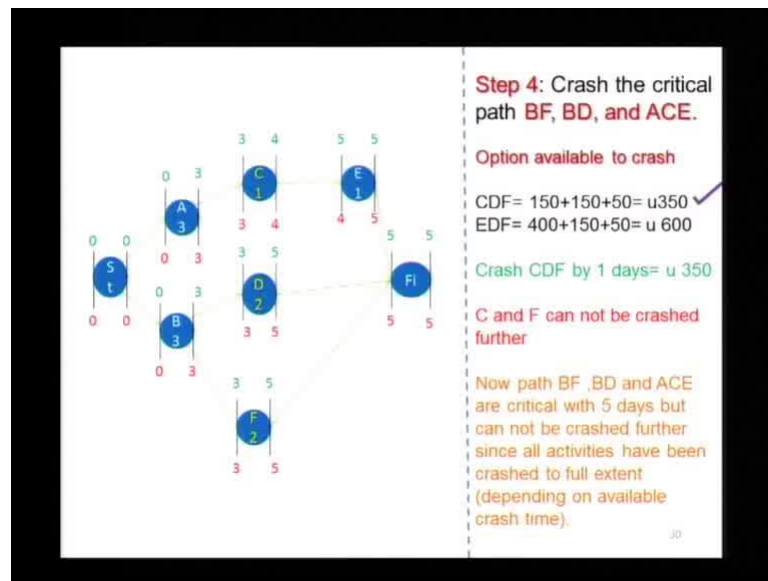 Step 4: Crash the critical
path BF, BD, and ACE.
Option available to crash
CDF= 150+150+50= u350
EDF= 400+150+50= u 600
Crash CDF by 1 days= u 350
C and F can not be crashed
further
Now path BF ,BD and ACE
are critical with 5 days but
can not be crashed further
since all activities have been
crashed to full extent
(depending on available
crash time).
30
3 4
5 5
C
1
E
1
0 3
A
3
3 4
4 5
0 3
0 0
S
t
0 0
3 5
D
2
3 5
5 5
Fi
5 5
0 3
B
3
0 3
3 5
F
2
3 5